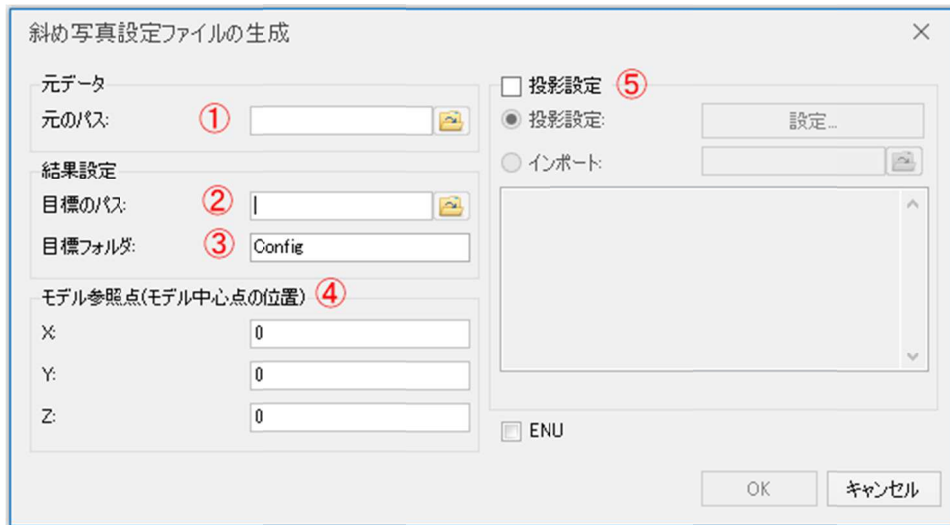 斜め写真設定ファイルの生成
元データ
元のパス: ①
結果設定
目標のパス: ②
目標フォルダ: ③ Config
モデル参照点(モデル中心点の位置) ④
X: 0
Y: 0
Z: 0
投影設定 ⑤
投影設定: 設定...
インポート:
ENU
OK キャンセル